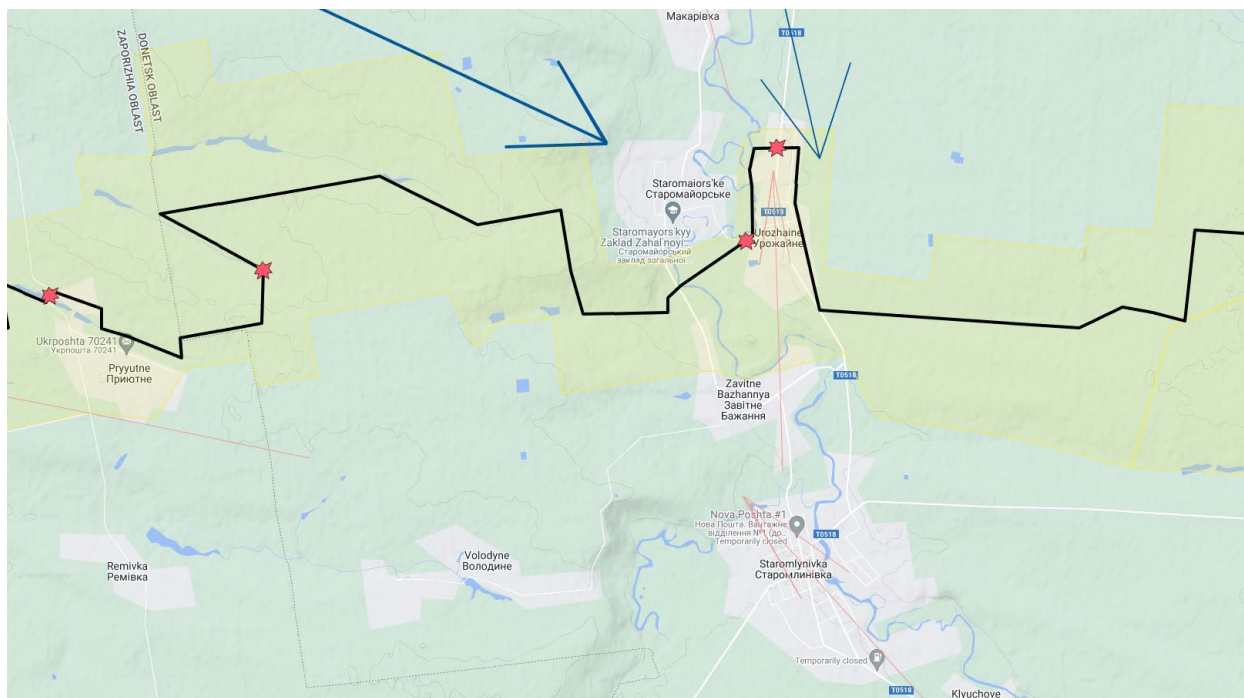 Макарівка
T0518
DONETSK OBLAST
ZAPORIZHIA OBLAST
Staromaiors'ke
Старомайорське
T0518
Staromayors'kyy
Zaklad Zahal'noyi...
Старомайорський
заклад загальної...
Urozhaine
Урожайне
Ukrposhta 70241
Укрпошта 70241
Pryyutne
Приютне
T0518
Zavitne
Bazhannya
Завітне
Бажання
Nova Poshta #1
Нова Пошта. Вантажне
відділення №1 (до...
Temporarily closed
T0518
Volodyne
Володине
Remivka
Ремівка
Staromlynivka
Старомлинівка
Temporarily closed
T0518
Klyuchove